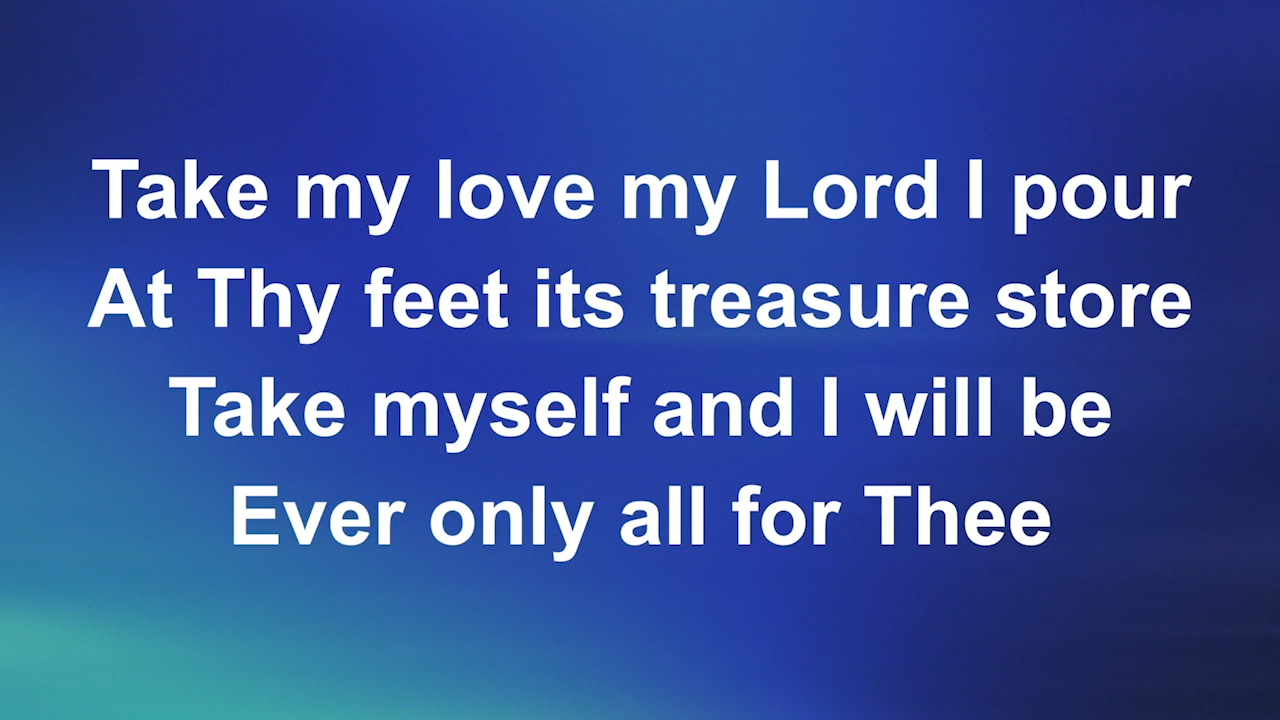 Take my love my Lord I pour
At Thy feet its treasure store
Take myself and I will be
Ever only all for Thee